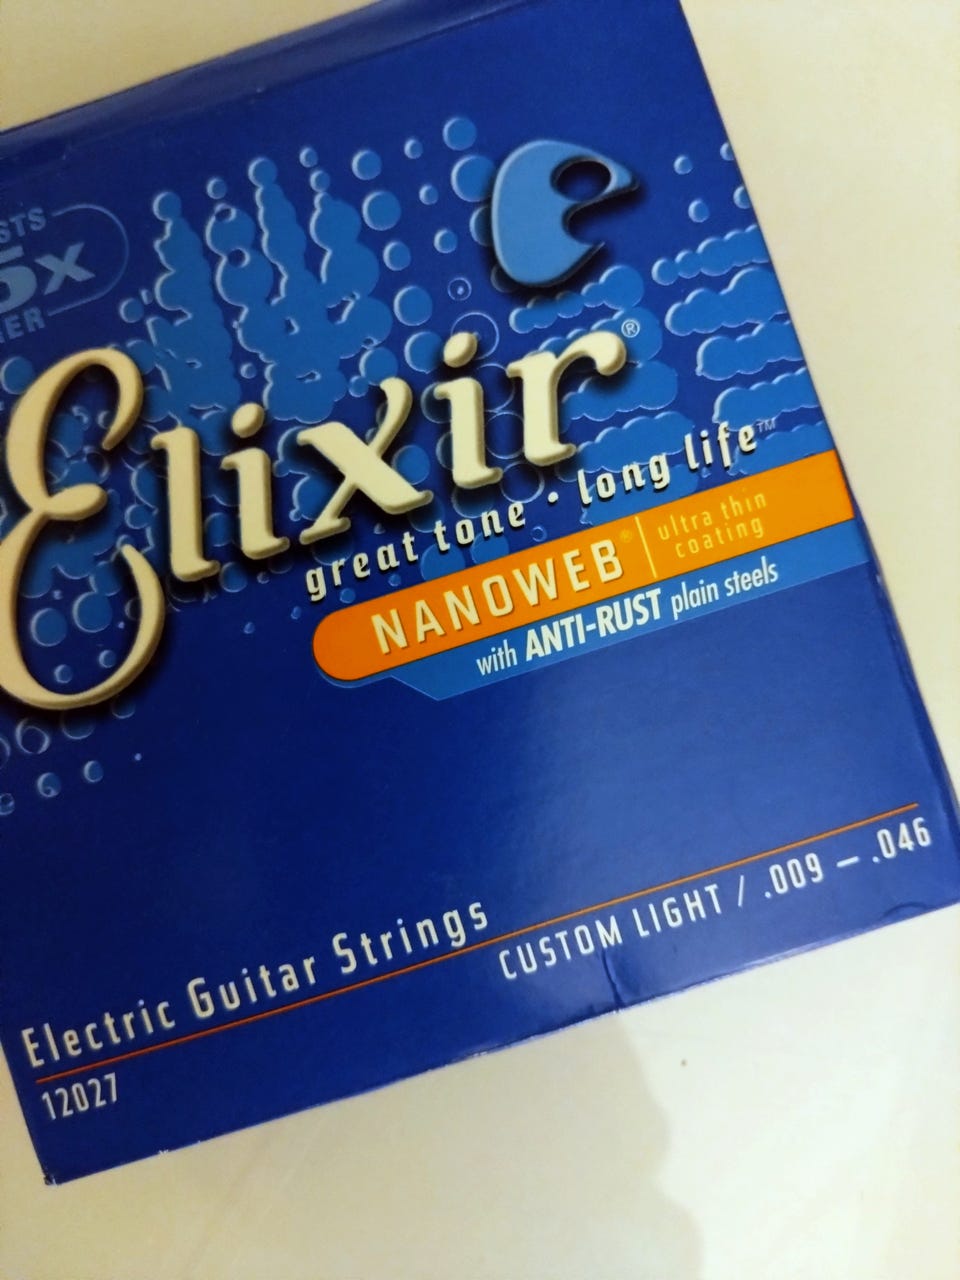 5x
Elixir®
great tone · long life™
NANOWEB®
ultra thin
coating
with ANTI-RUST plain steels
Electric Guitar Strings
CUSTOM LIGHT / .009 – .046
12027